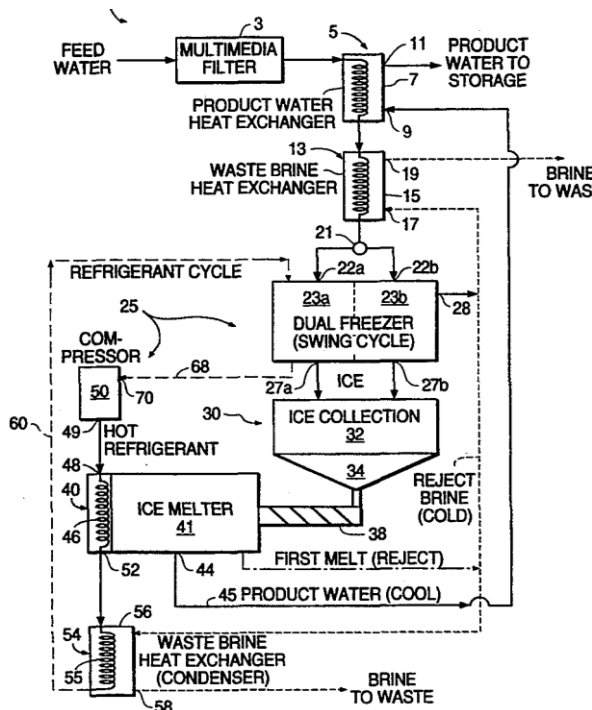 3
FEED
WATER
MULTIMEDIA
FILTER
5
11
PRODUCT
WATER TO
STORAGE
7
PRODUCT WATER
HEAT EXCHANGER
9
13
WASTE BRINE
HEAT EXCHANGER
19
15
17
BRINE
TO WAST
21
REFRIGERANT CYCLE
22a
22b
23a
23b
28
DUAL FREEZER
(SWING CYCLE)
25
COM-
PRESSOR
68
70
50
27a
ICE
27b
30
ICE COLLECTION
32
34
60
49
HOT
REFRIGERANT
48
40
46
ICE MELTER
41
38
REJECT
BRINE
(COLD)
52
44
FIRST MELT (REJECT)
45 PRODUCT WATER (COOL)
56
54
55
WASTE BRINE
HEAT EXCHANGER
(CONDENSER)
58
BRINE
TO WASTE